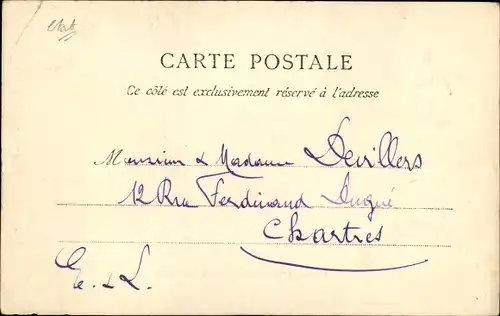 CARTE POSTALE
Ce côté est exclusivement réservé à l'adresse
Monsieur & Madame Devillers
12 Rue Ferdinand Dugué
Chartres
E. & L.